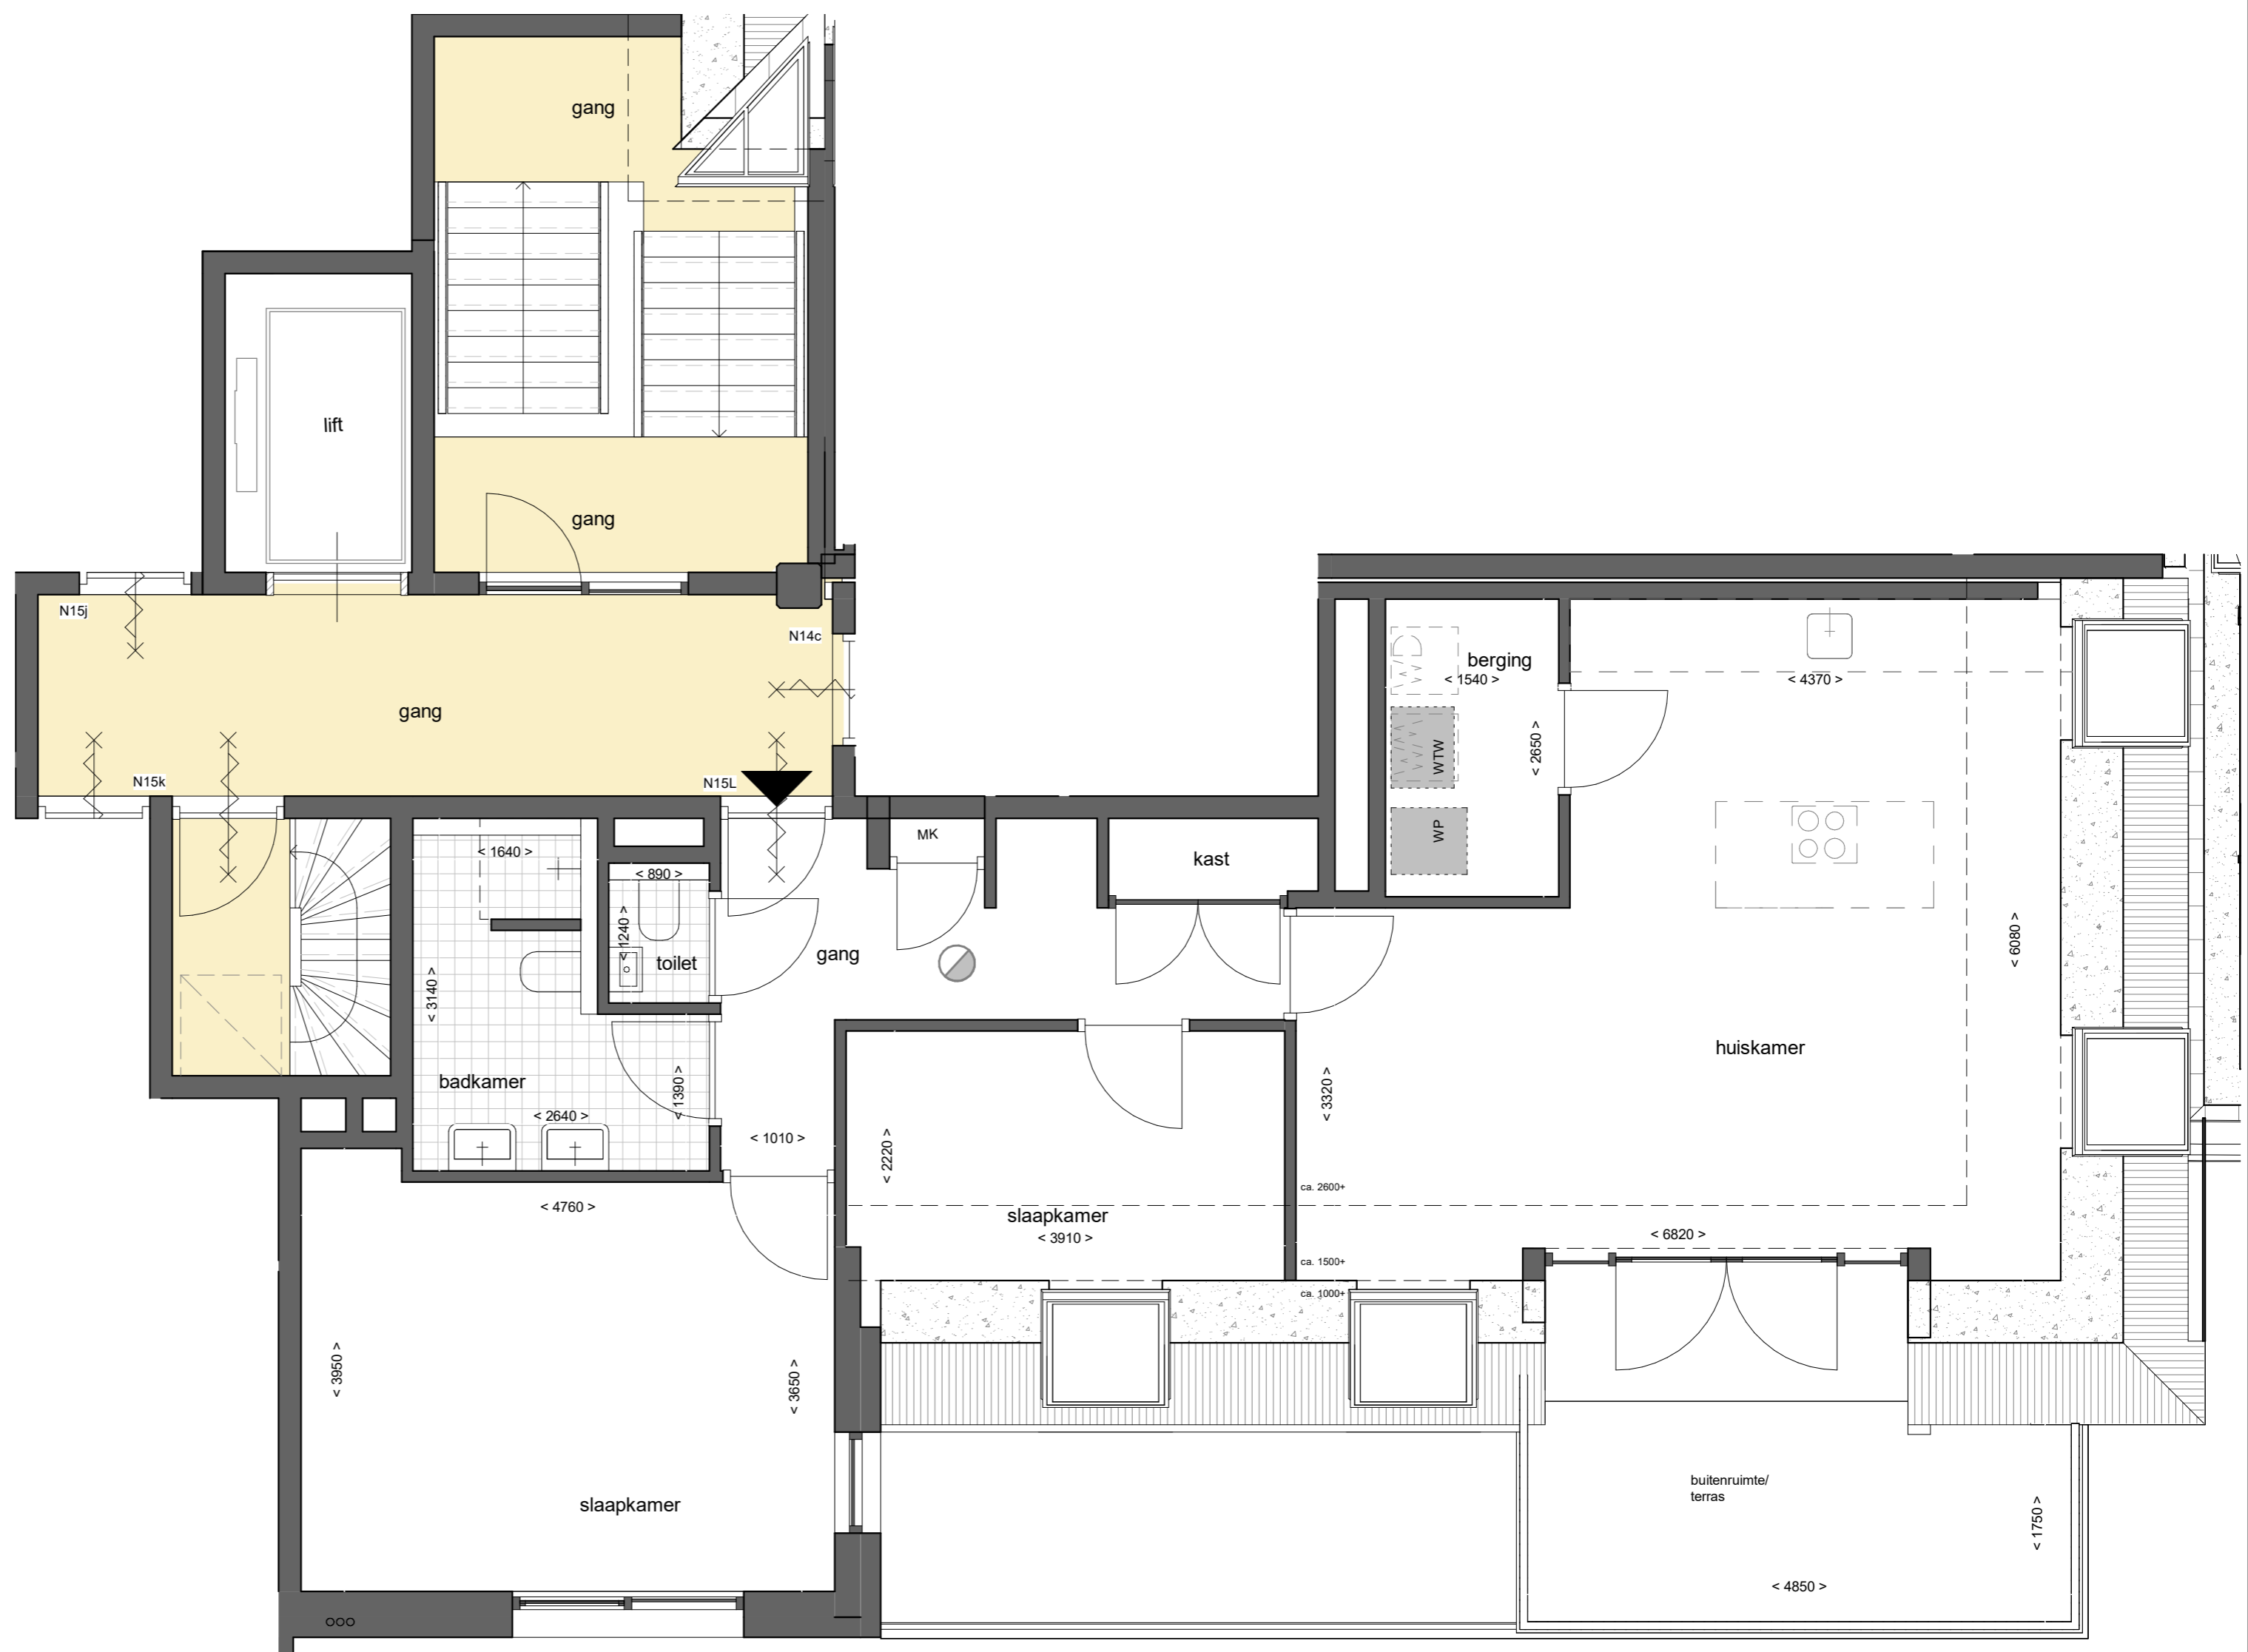 gang
lift
gang
N15j
N14c
gang
N15k
N15L
berging
< 1540 >
< 4370 >
WD
WTW
< 2650 >
WP
MK
kast
< 1640 >
< 890 >
< 1240 >
toilet
gang
< 3140 >
< 6080 >
huiskamer
badkamer
< 1390 >
< 2640 >
< 1010 >
< 2220 >
< 3320 >
ca. 2600+
slaapkamer
< 3910 >
< 4760 >
< 6820 >
ca. 1500+
ca. 1000+
< 3950 >
< 3650 >
slaapkamer
buitenruimte/
terras
< 1750 >
< 4850 >